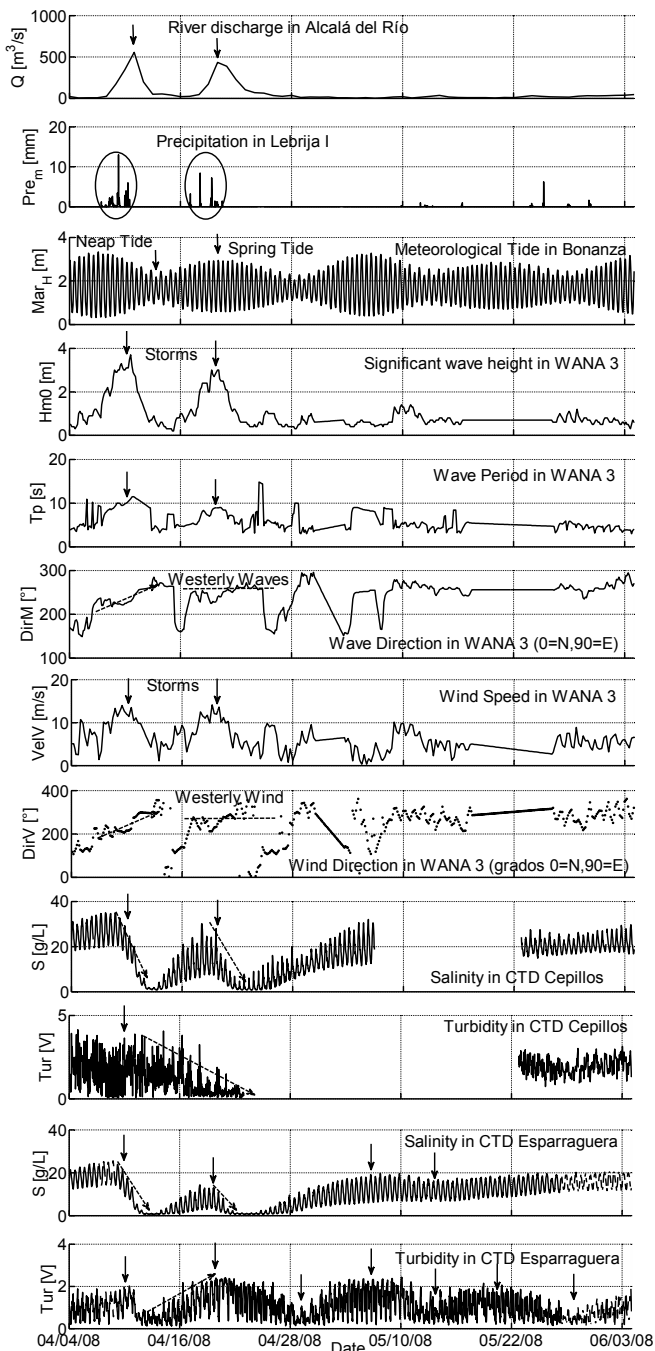 River discharge in Alcalá del Río
Q [m³/s]
1000
500
0
Precipitation in Lebrija I
Pre_m [mm]
20
10
0
Neap Tide
Spring Tide
Meteorological Tide in Bonanza
Mar_H [m]
4
2
0
Storms
Significant wave height in WANA 3
Hm0 [m]
4
2
0
Wave Period in WANA 3
Tp [s]
20
10
0
Westerly Waves
Wave Direction in WANA 3 (0=N,90=E)
DirM [°]
300
200
100
Storms
Wind Speed in WANA 3
VelV [m/s]
20
10
0
Westerly Wind
Wind Direction in WANA 3 (grados 0=N,90=E)
DirV [°]
400
200
0
Salinity in CTD Cepillos
S [g/L]
40
20
0
Turbidity in CTD Cepillos
Tur [V]
5
0
Salinity in CTD Esparraguera
S [g/L]
40
20
0
Turbidity in CTD Esparraguera
Tur [V]
4
2
0
04/04/08 04/16/08 04/28/08 05/10/08 05/22/08 06/03/08
Date